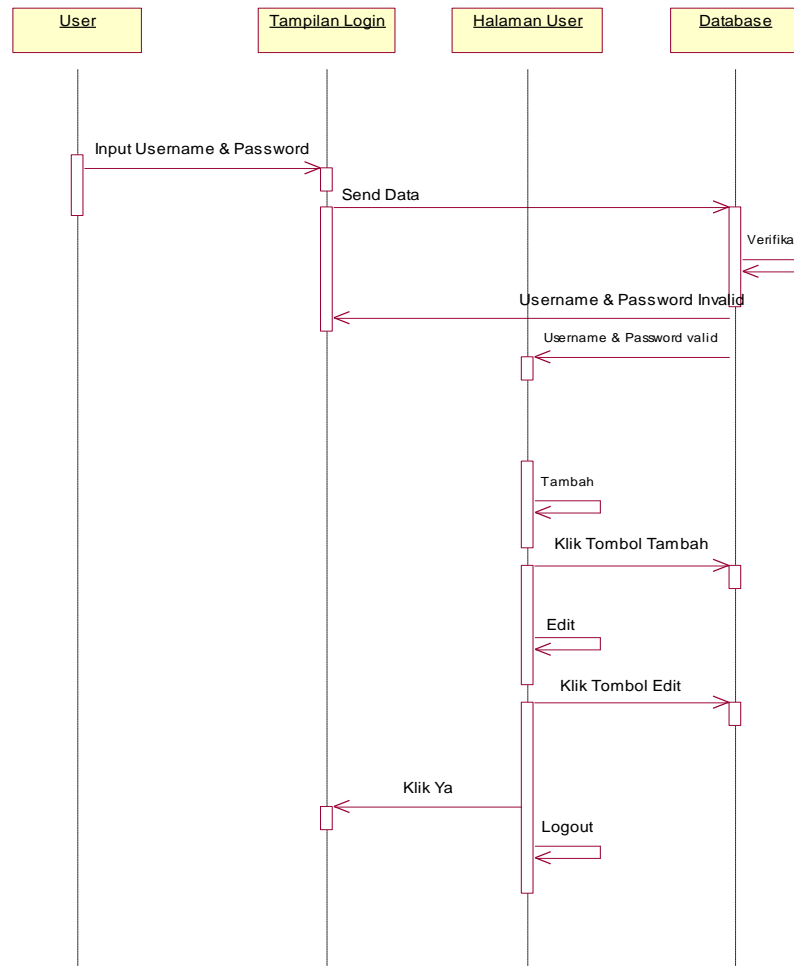 User
Tampilan Login
Halaman User
Database
Input Username & Password
Send Data
Verifika
Username & Password Invalid
Username & Password valid
Tambah
Klik Tombol Tambah
Edit
Klik Tombol Edit
Klik Ya
Logout